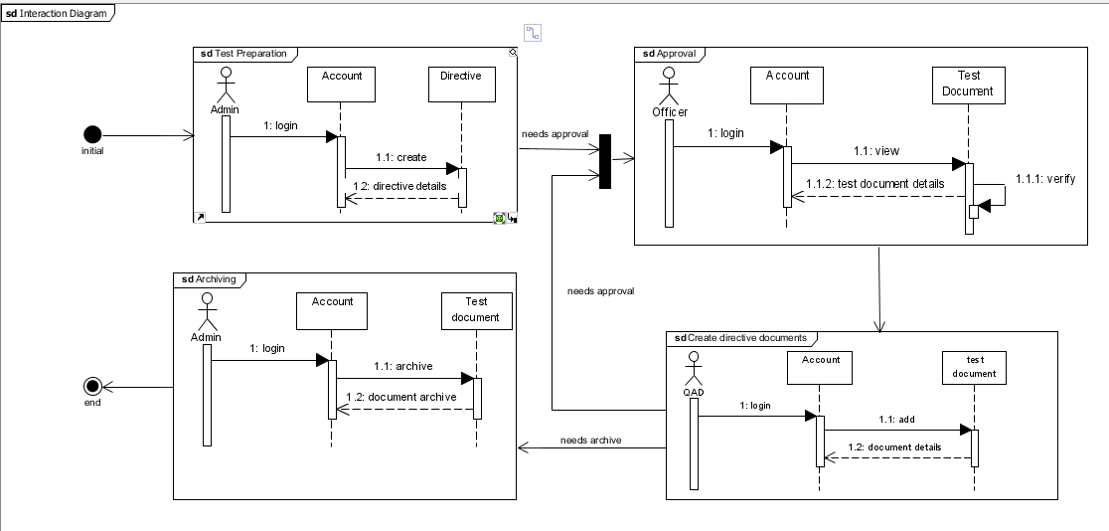 sd Interaction Diagram
sd Test Preparation
Admin
Account
Directive
1: login
1.1: create
1.2: directive details
initial
needs approval
sd Approval
Officer
Account
Test
Document
1: login
1.1: view
1.1.2: test document details
1.1.1: verify
needs approval
sd Archiving
Admin
Account
Test
document
1: login
1.1: archive
1.2: document archive
end
needs archive
sd Create directive documents
QAD
Account
test
document
1: login
1.1: add
1.2: document details